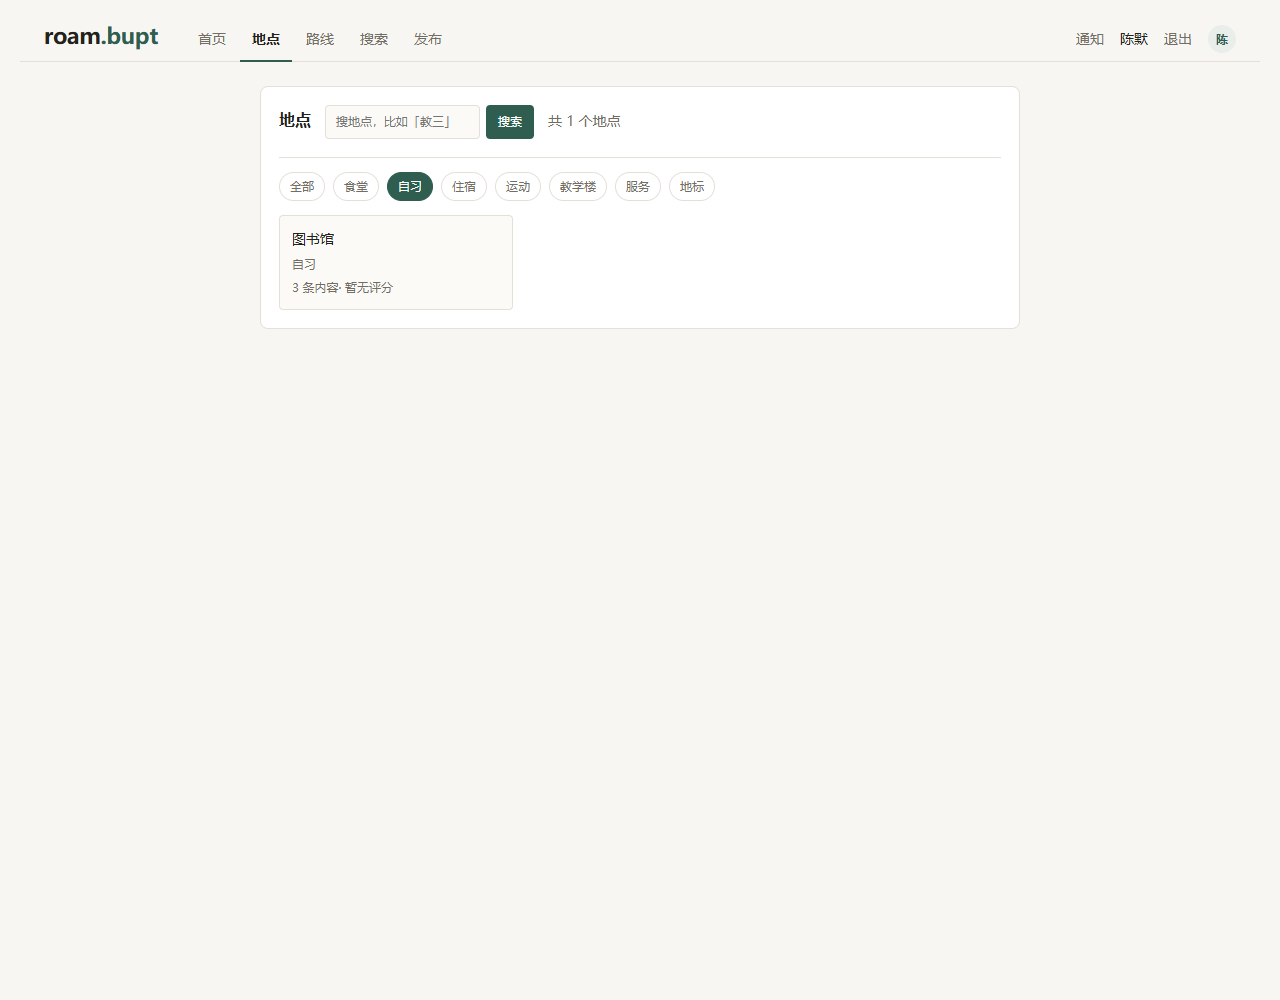 roam.bupt 首页 地点 路线 搜索 发布 通知 陈默 退出 陈
地点 搜地点，比如「教三」 搜索 共 1 个地点
全部 食堂 自习 住宿 运动 教学楼 服务 地标
图书馆
自习
3 条内容· 暂无评分